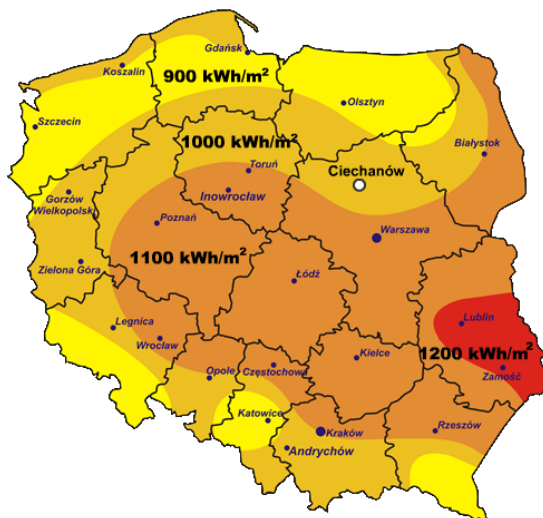 Gdańsk
Koszalin
900 kWh/m²
Olsztyn
Szczecin
1000 kWh/m²
Białystok
Toruń
Ciechanów
Inowrocław
Gorzów
Wielkopolski
Poznań
Warszawa
1100 kWh/m²
Zielona Góra
Łódź
Legnica
Lublin
Wrocław
1200 kWh/m²
Kielce
Opole
Częstochowa
Zamość
Katowice
Kraków
Rzeszów
Andrychów